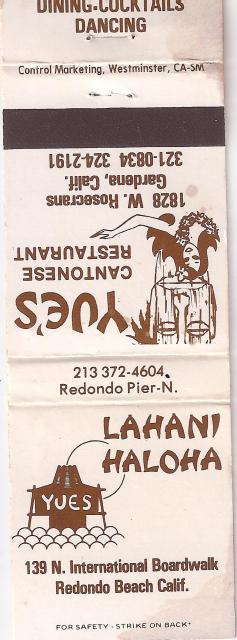 DINING-COCKTAILS
DANCING
Control Marketing, Westminster, CA-SM
YUE'S
CANTONESE
RESTAURANT
1828 W. Rosecrans
Gardena, Calif.
321-0834 324-2191
213 372-4604.
Redondo Pier-N.
LAHANI
HALOHA
YUES
139 N. International Boardwalk
Redondo Beach Calif.
FOR SAFETY - STRIKE ON BACK